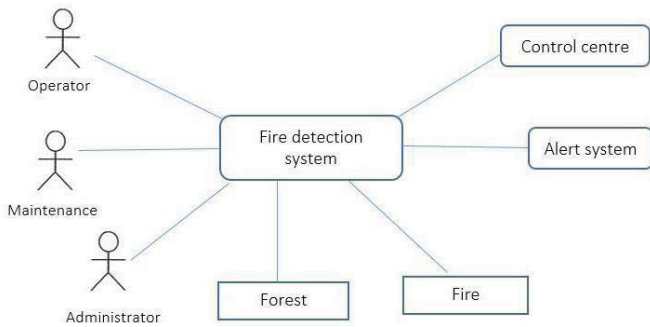 Control centre
Operator
Fire detection
system
Alert system
Maintenance
Administrator
Forest
Fire